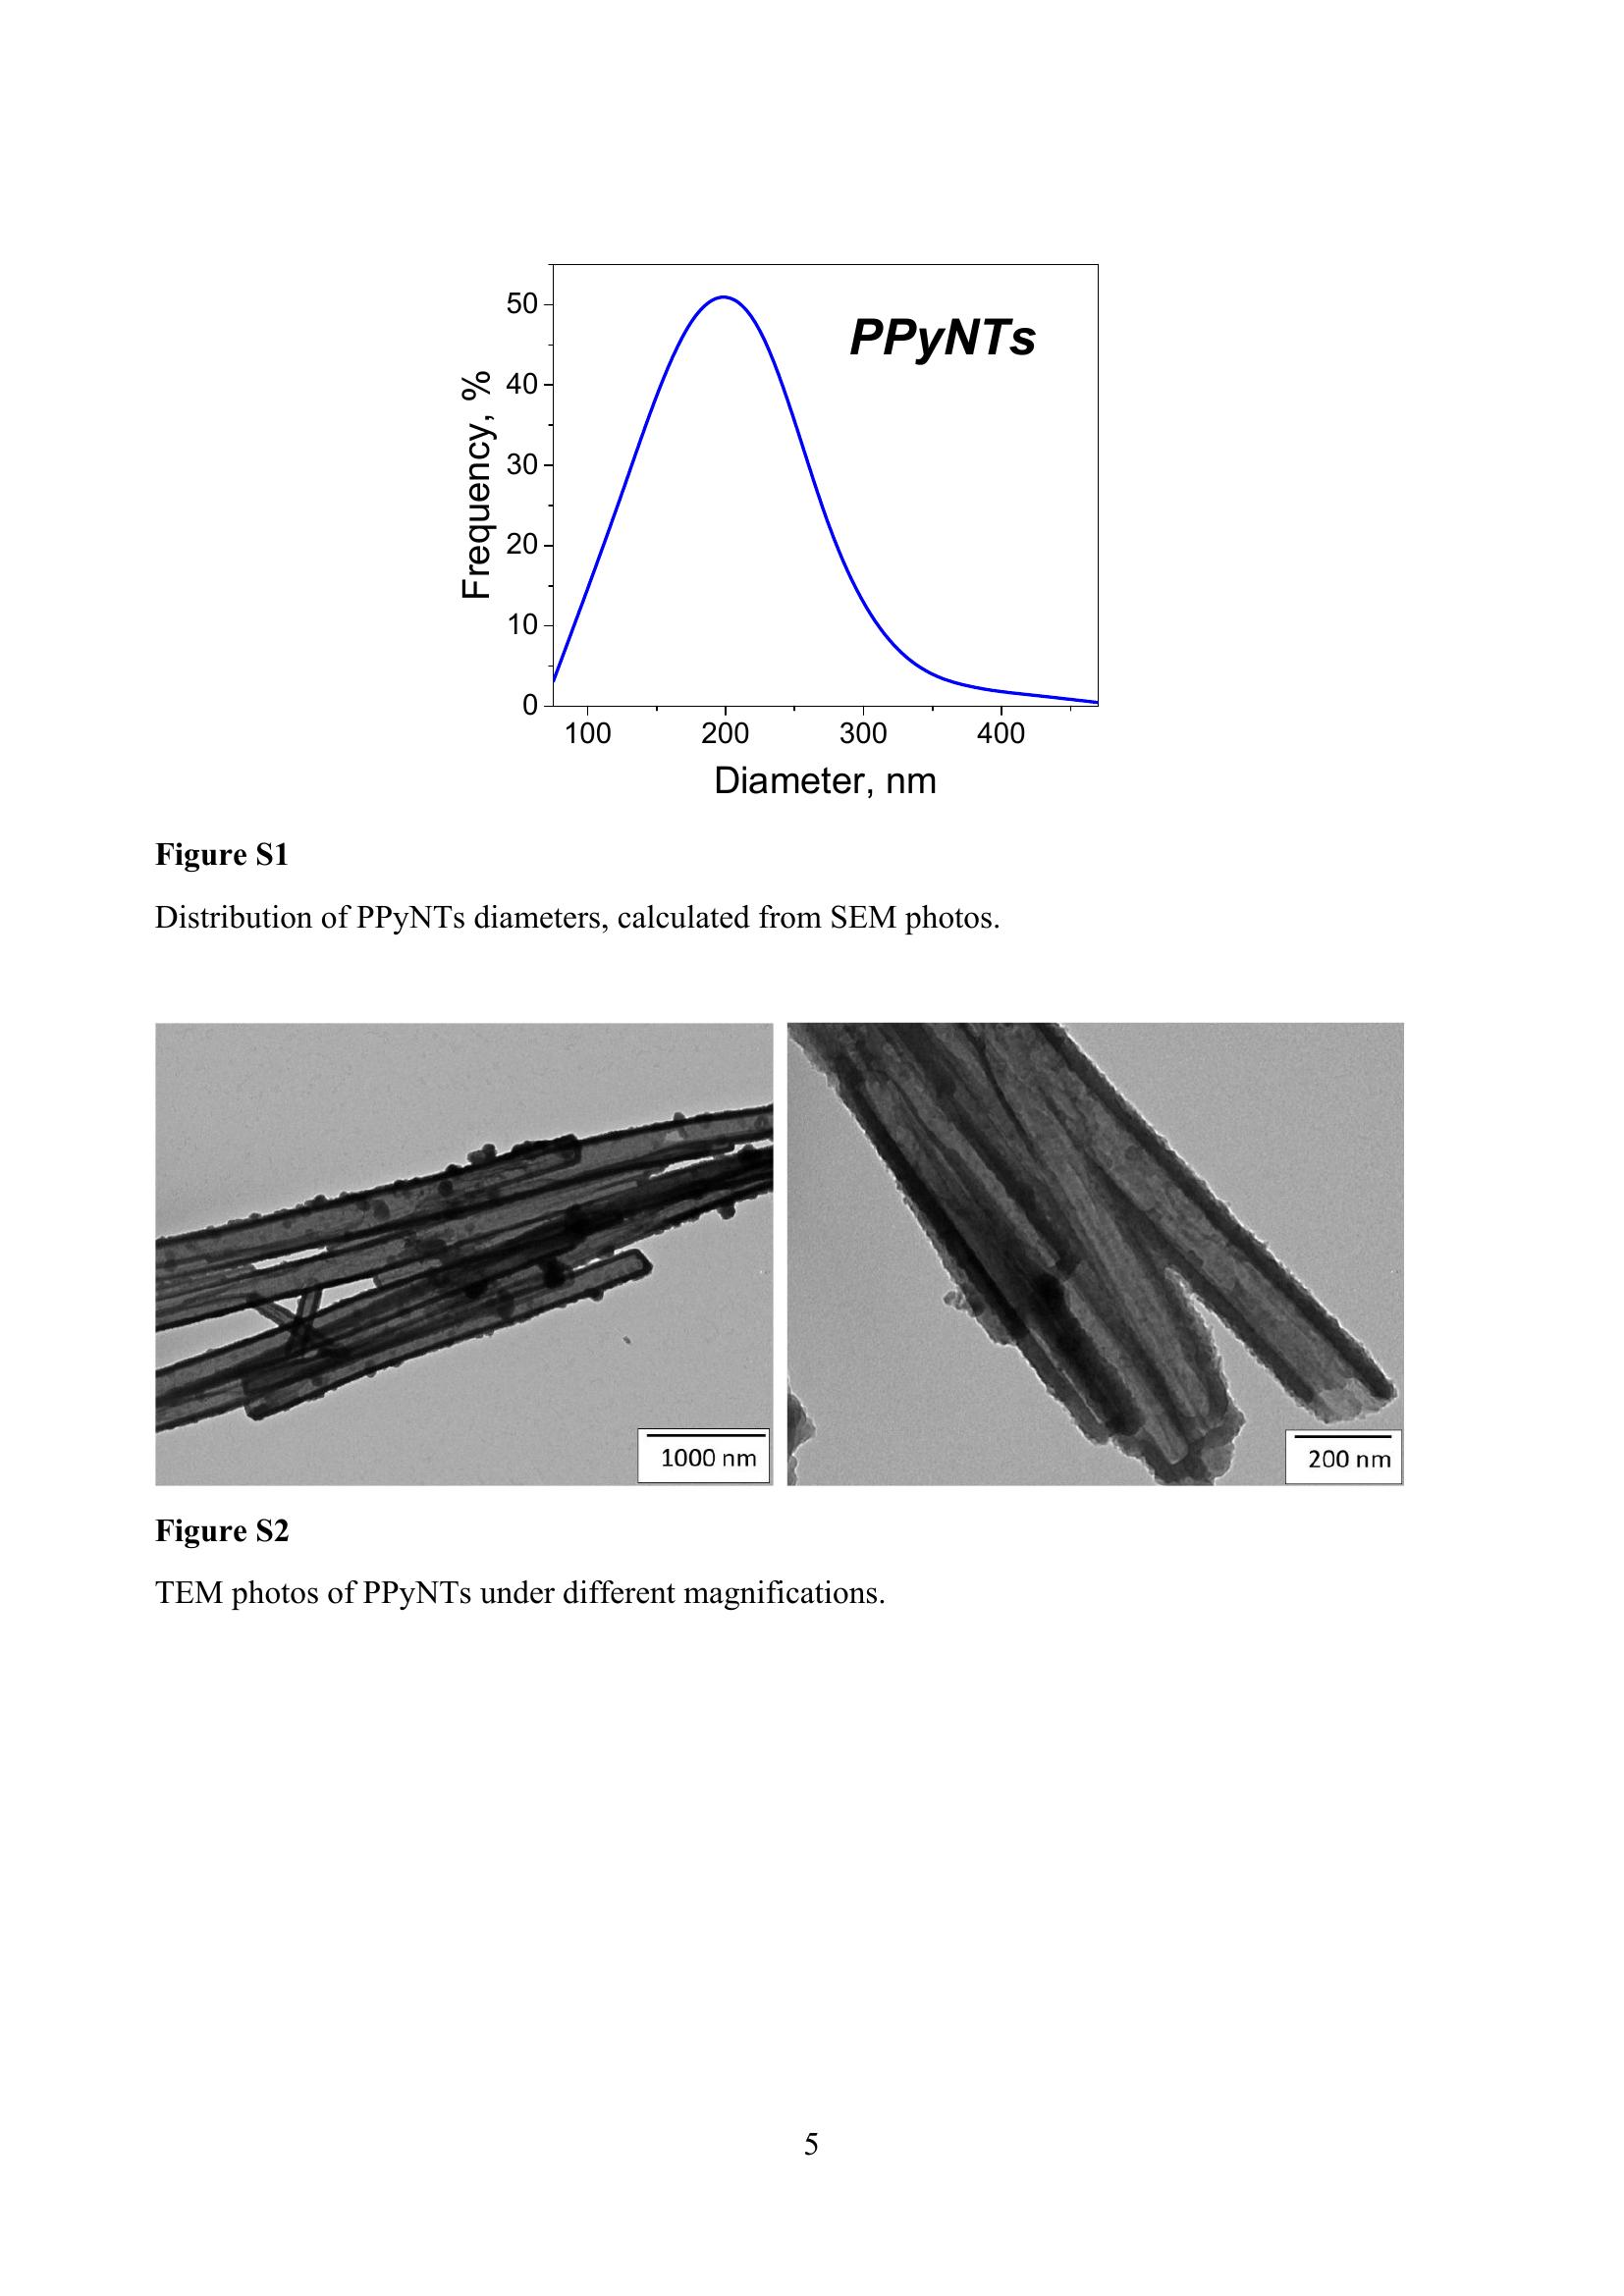 50
40
30
20
10
0
Frequency, %
PPyNTs
100 200 300 400
Diameter, nm
Figure S1
Distribution of PPyNTs diameters, calculated from SEM photos.
1000 nm
200 nm
Figure S2
TEM photos of PPyNTs under different magnifications.
5